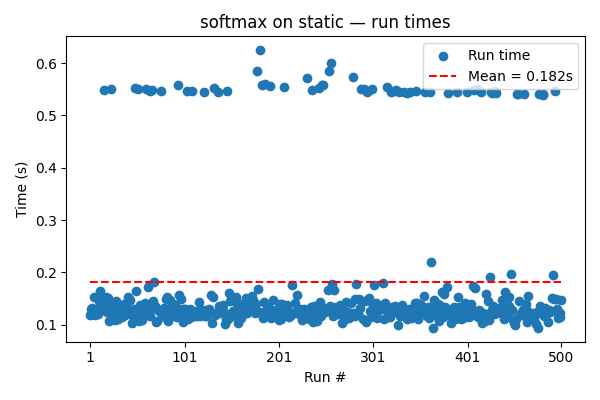 softmax on static — run times
Run time
Mean = 0.182s
Time (s)
0.6
0.5
0.4
0.3
0.2
0.1
1 101 201 301 401 500
Run #